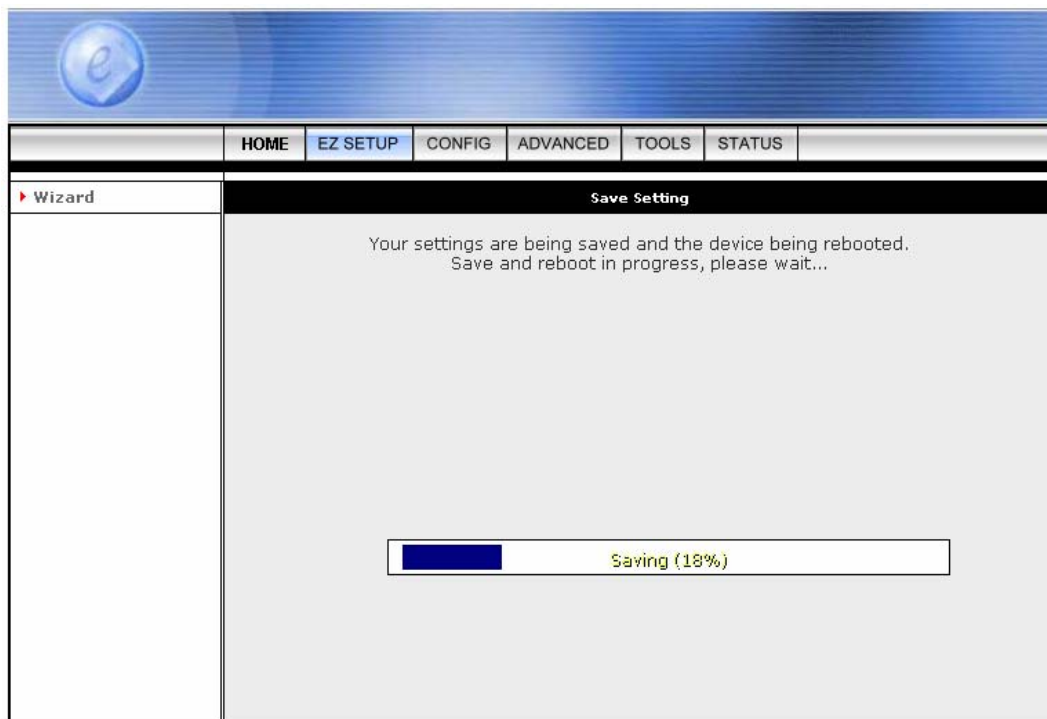 e
HOME EZ SETUP CONFIG ADVANCED TOOLS STATUS
Wizard
Save Setting
Your settings are being saved and the device being rebooted.
Save and reboot in progress, please wait...
Saving (18%)